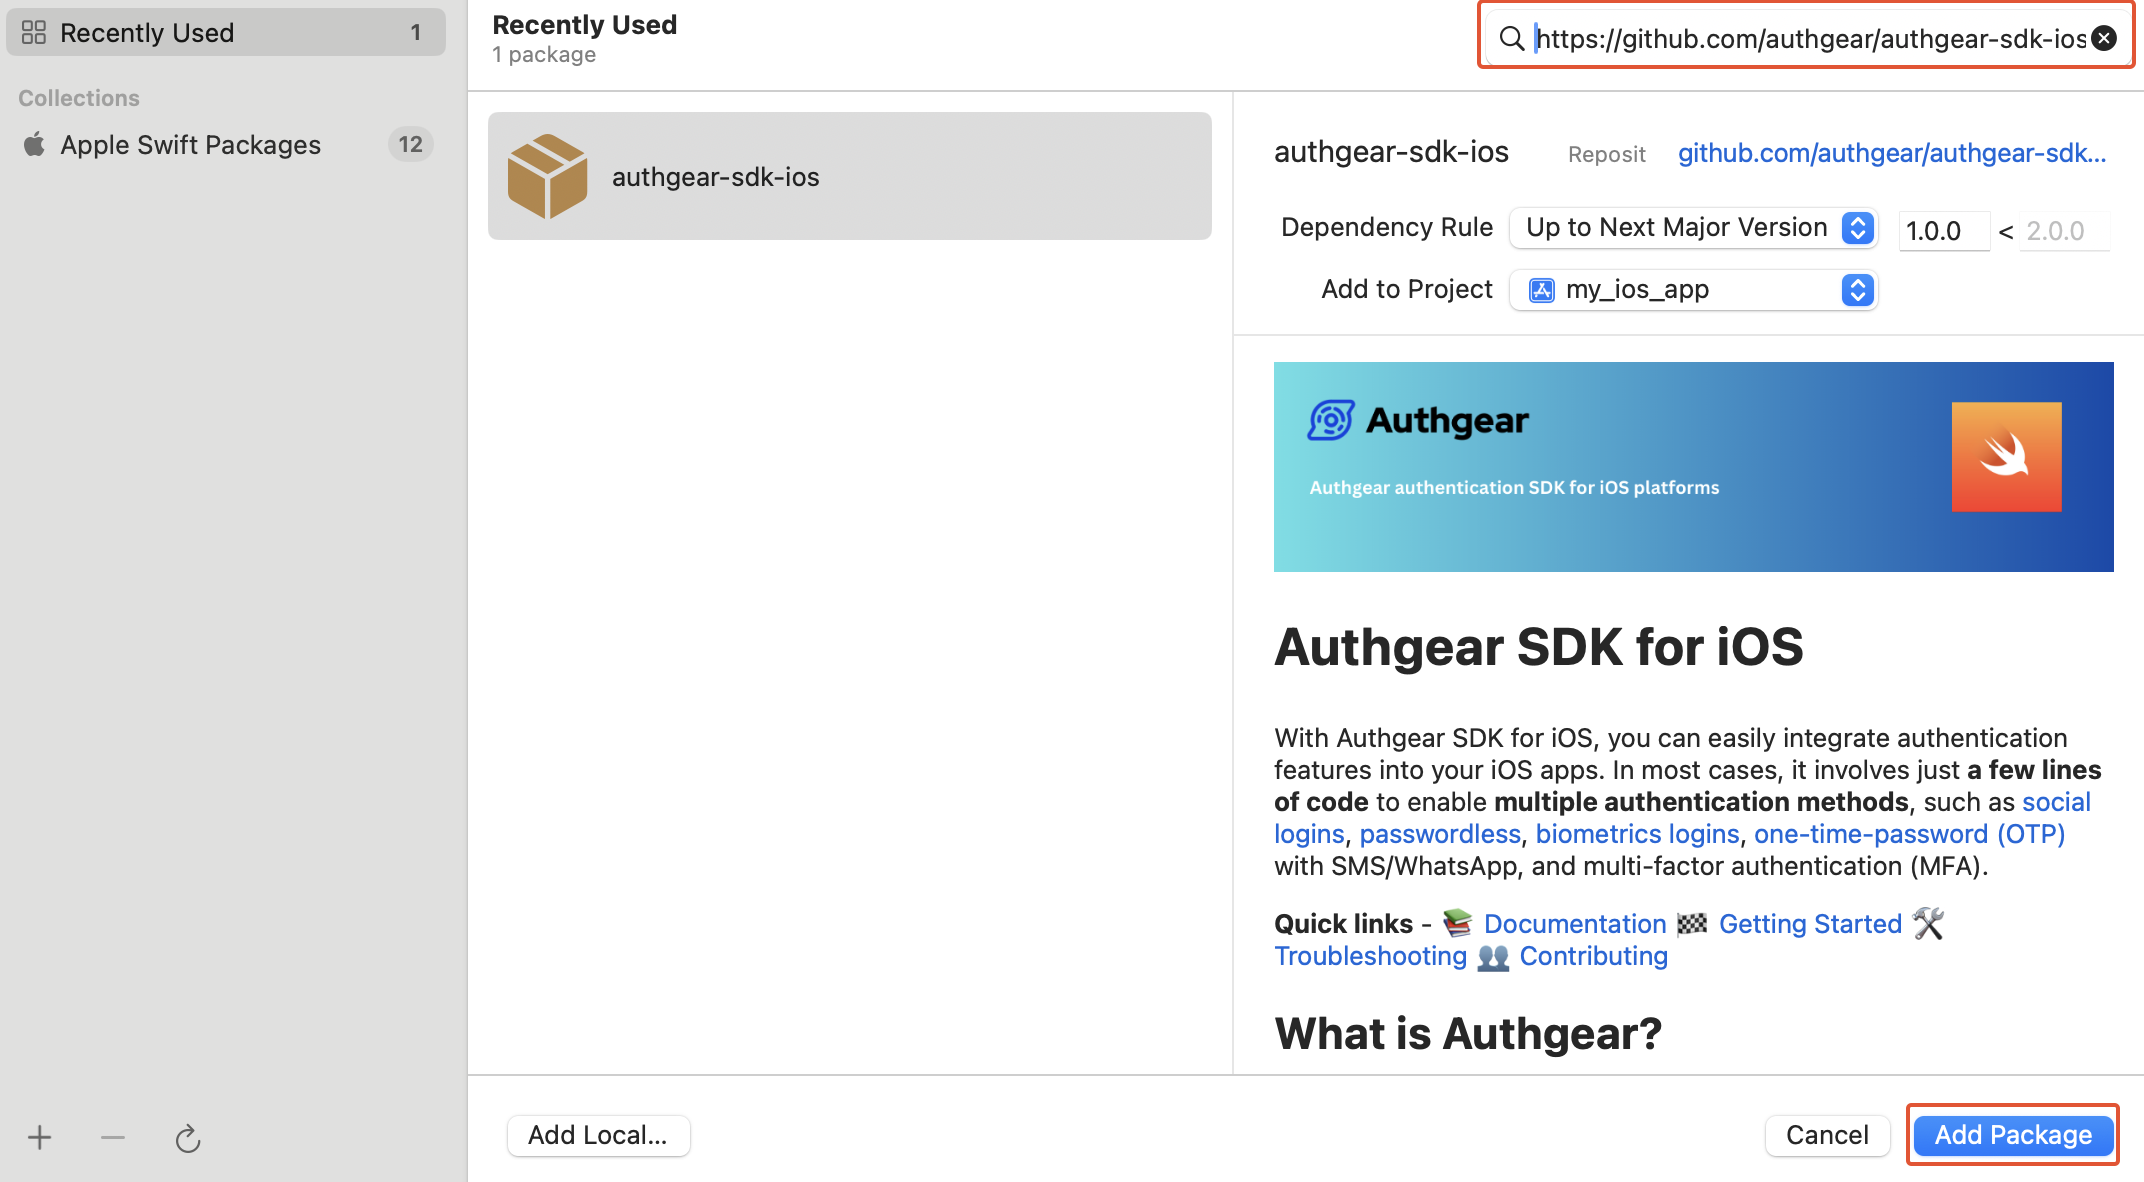 Recently Used 1
Collections
Apple Swift Packages 12
Recently Used
1 package
https://github.com/authgear/authgear-sdk-ios
authgear-sdk-ios
authgear-sdk-ios Reposit github.com/authgear/authgear-sdk...
Dependency Rule Up to Next Major Version 1.0.0 < 2.0.0
Add to Project my_ios_app
Authgear
Authgear authentication SDK for iOS platforms
Authgear SDK for iOS
With Authgear SDK for iOS, you can easily integrate authentication
features into your iOS apps. In most cases, it involves just a few lines
of code to enable multiple authentication methods, such as social
logins, passwordless, biometrics logins, one-time-password (OTP)
with SMS/WhatsApp, and multi-factor authentication (MFA).
Quick links - 📚 Documentation 🏁 Getting Started 🛠️
Troubleshooting 👥 Contributing
What is Authgear?
Add Local...
Cancel
Add Package